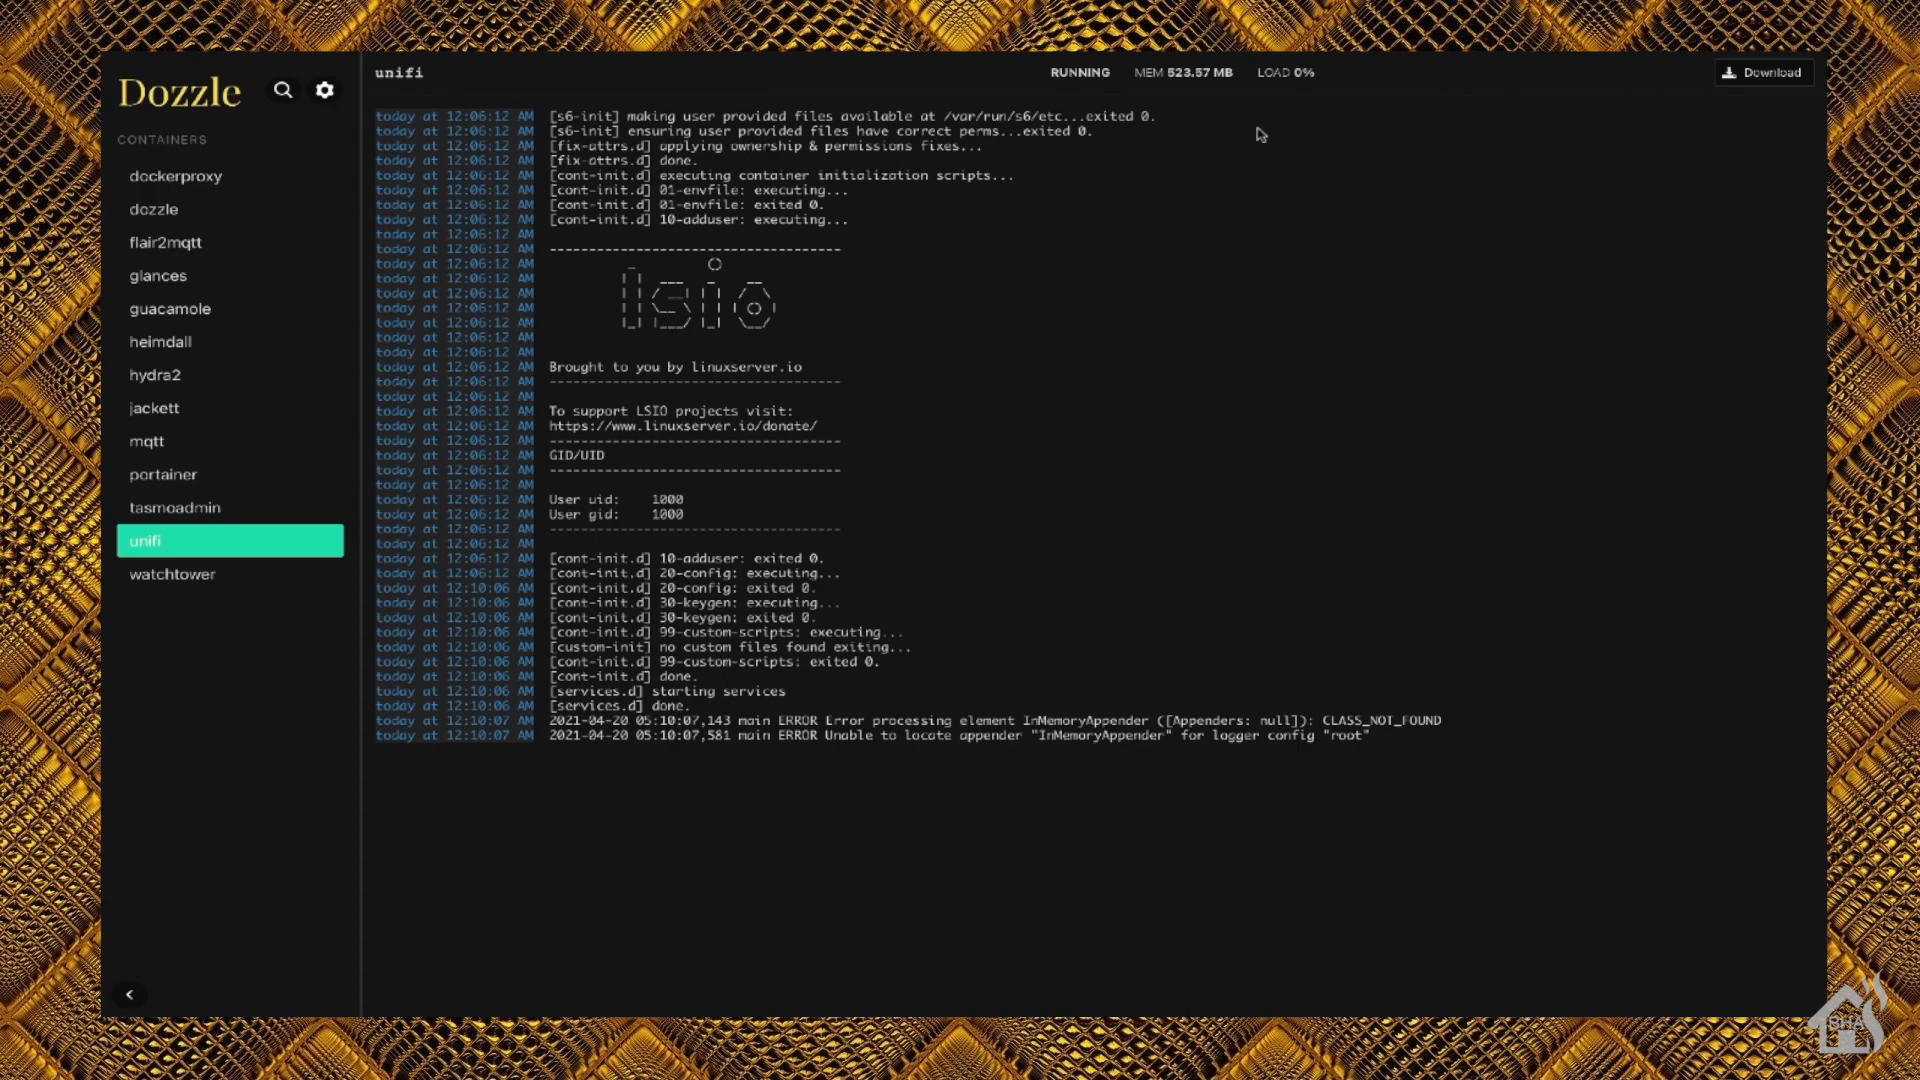 Dozzle
CONTAINERS
dockerproxy
dozzle
flair2mqtt
glances
guacamole
heimdall
hydra2
jackett
mqtt
portainer
tasmoadmin
unifi
watchtower
unifi
RUNNING MEM 523.57 MB LOAD 0%
Download
today at 12:06:12 AM [s6-init] making user provided files available at /var/run/s6/etc...exited 0.
today at 12:06:12 AM [s6-init] ensuring user provided files have correct perms...exited 0.
today at 12:06:12 AM [fix-attrs.d] applying ownership & permissions fixes...
today at 12:06:12 AM [fix-attrs.d] done.
today at 12:06:12 AM [cont-init.d] executing container initialization scripts...
today at 12:06:12 AM [cont-init.d] 01-envfile: executing...
today at 12:06:12 AM [cont-init.d] 01-envfile: exited 0.
today at 12:06:12 AM [cont-init.d] 10-adduser: executing...
today at 12:06:12 AM
today at 12:06:12 AM -------------------------------------
today at 12:06:12 AM
today at 12:06:12 AM
today at 12:06:12 AM lsio
today at 12:06:12 AM
today at 12:06:12 AM
today at 12:06:12 AM
today at 12:06:12 AM
today at 12:06:12 AM Brought to you by linuxserver.io
today at 12:06:12 AM -------------------------------------
today at 12:06:12 AM
today at 12:06:12 AM To support LSIO projects visit:
today at 12:06:12 AM https://www.linuxserver.io/donate/
today at 12:06:12 AM -------------------------------------
today at 12:06:12 AM GID/UID
today at 12:06:12 AM -------------------------------------
today at 12:06:12 AM
today at 12:06:12 AM User uid: 1000
today at 12:06:12 AM User gid: 1000
today at 12:06:12 AM -------------------------------------
today at 12:06:12 AM
today at 12:06:12 AM [cont-init.d] 10-adduser: exited 0.
today at 12:06:12 AM [cont-init.d] 20-config: executing...
today at 12:10:06 AM [cont-init.d] 20-config: exited 0.
today at 12:10:06 AM [cont-init.d] 30-keygen: executing...
today at 12:10:06 AM [cont-init.d] 30-keygen: exited 0.
today at 12:10:06 AM [cont-init.d] 99-custom-scripts: executing...
today at 12:10:06 AM [custom-init] no custom files found exiting...
today at 12:10:06 AM [cont-init.d] 99-custom-scripts: exited 0.
today at 12:10:06 AM [cont-init.d] done.
today at 12:10:06 AM [services.d] starting services
today at 12:10:06 AM [services.d] done.
today at 12:10:07 AM 2021-04-20 05:10:07,143 main ERROR Error processing element InMemoryAppender ([Appenders: null]): CLASS_NOT_FOUND
today at 12:10:07 AM 2021-04-20 05:10:07,581 main ERROR Unable to locate appender "InMemoryAppender" for logger config "root"
BHA